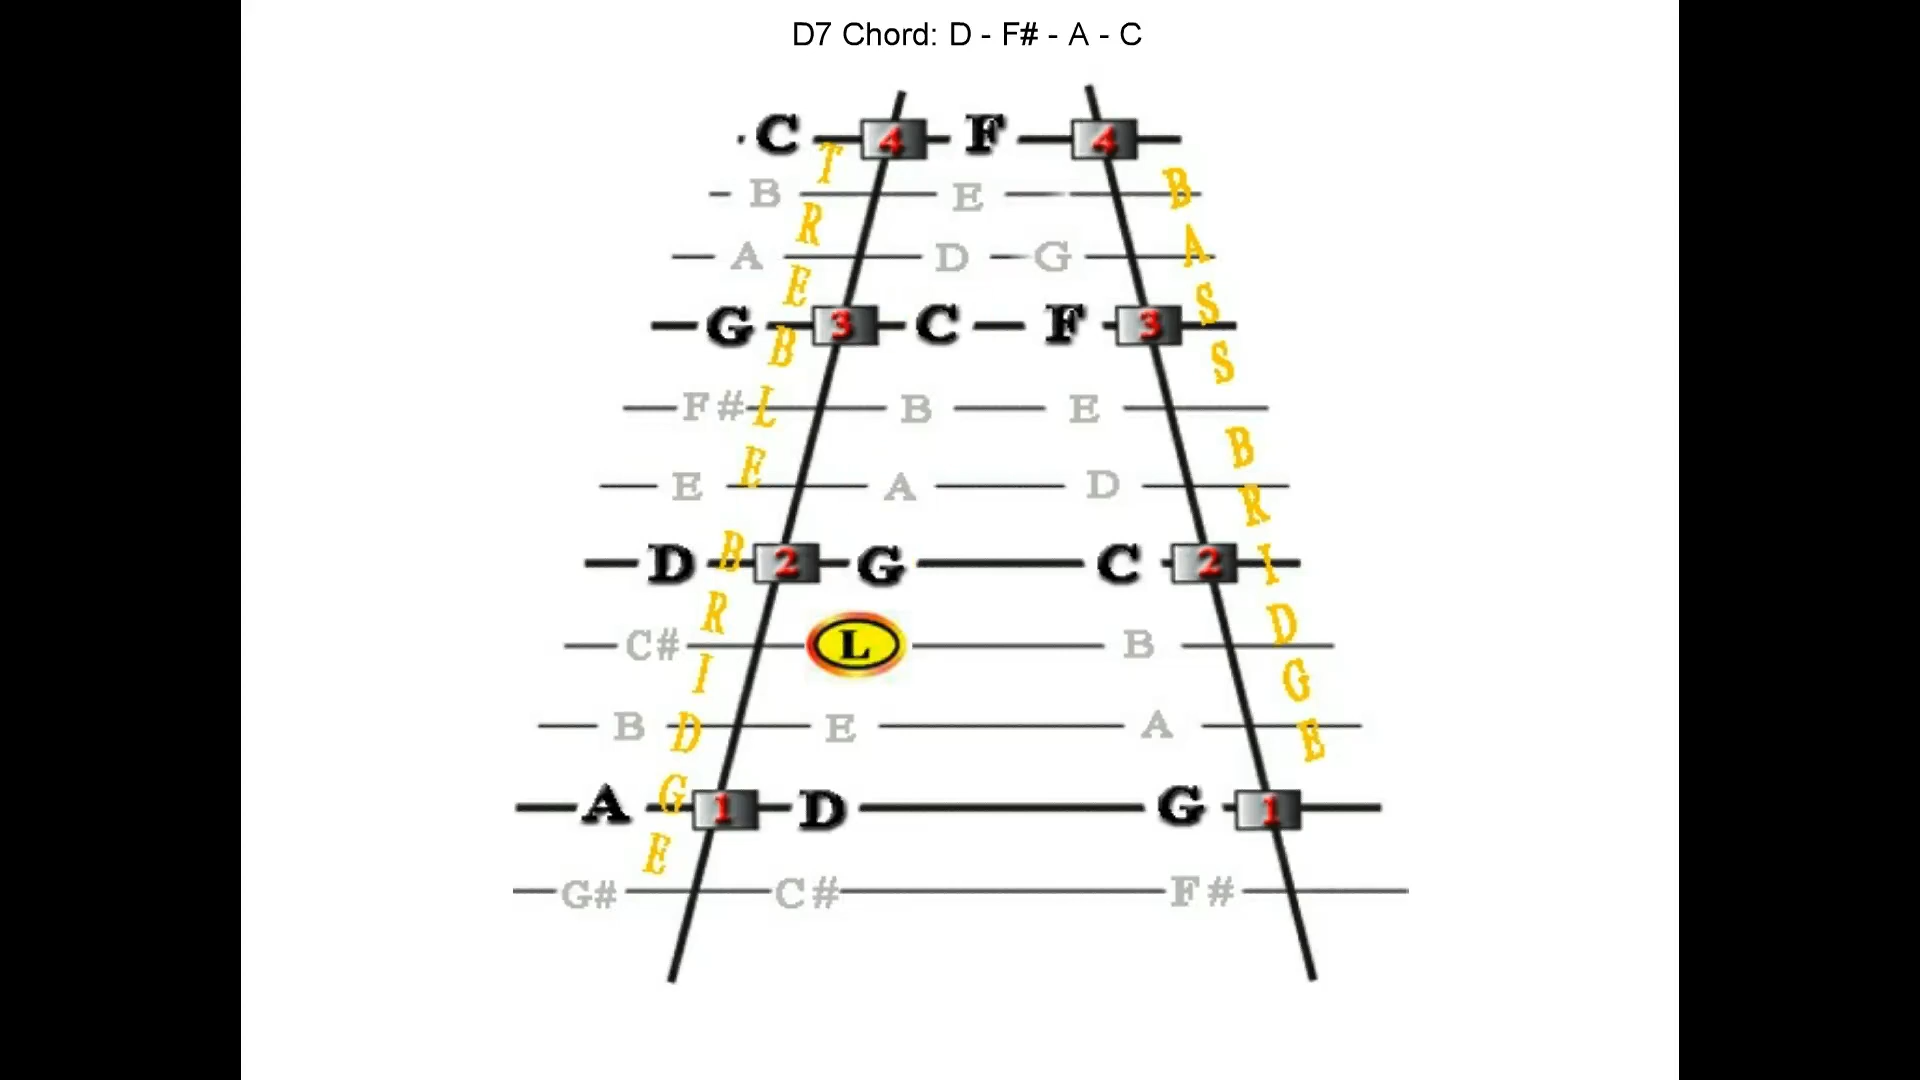 D7 Chord: D - F# - A - C
C 4 F 4
B E
A D G
G 3 C F 3
F# B E
E A D
D 2 G C 2
C# L B
B E A
A 1 D G 1
G# C# F#
TREBLE BRIDGE
BASS BRIDGE